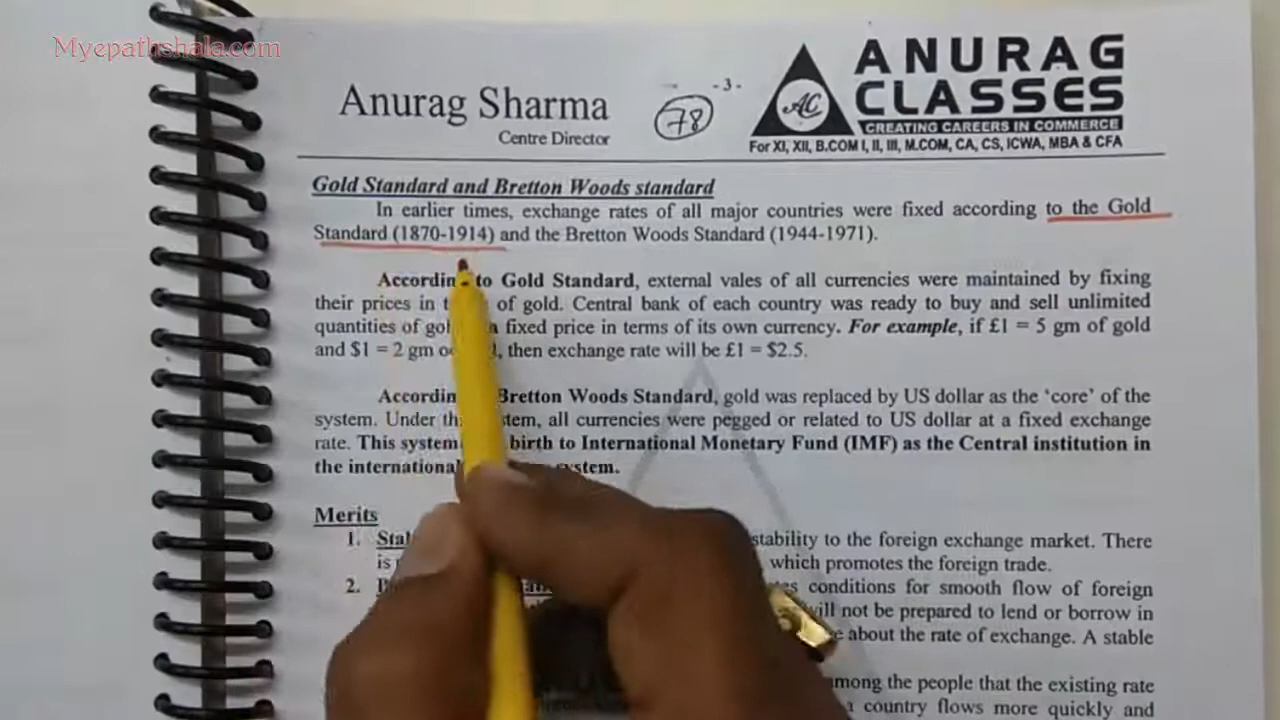 Myepathshala.com
ANURAG
CLASSES
Anurag Sharma
- 3 -
78
AC
Centre Director
CREATING CAREERS IN COMMERCE
For XI, XII, B.COM I, II, III, M.COM, CA, CS, ICWA, MBA & CFA
Gold Standard and Bretton Woods standard
In earlier times, exchange rates of all major countries were fixed according to the Gold
Standard (1870-1914) and the Bretton Woods Standard (1944-1971).
According to Gold Standard, external vales of all currencies were maintained by fixing
their prices in of gold. Central bank of each country was ready to buy and sell unlimited
quantities of fixed price in terms of its own currency. For example, if £1 = 5 gm of gold
and $1 = 2 gm then exchange rate will be £1 = $2.5.
According Bretton Woods Standard, gold was replaced by US dollar as the ‘core’ of the
system. Under all currencies were pegged or related to US dollar at a fixed exchange
rate. This system birth to International Monetary Fund (IMF) as the Central institution in
the international system.
Merits
1. stability to the foreign exchange market. There
is which promotes the foreign trade.
2. conditions for smooth flow of foreign
will not be prepared to lend or borrow in
about the rate of exchange. A stable
among the people that the existing rate
country flows more quickly and